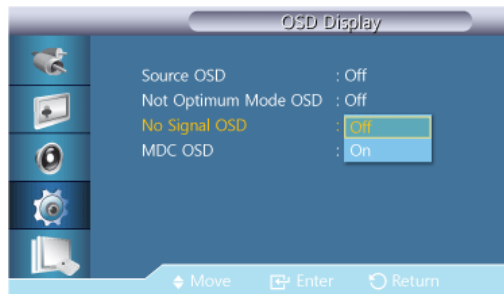 OSD Display
Source OSD : Off
Not Optimum Mode OSD : Off
No Signal OSD : Off
MDC OSD : On
Move Enter Return